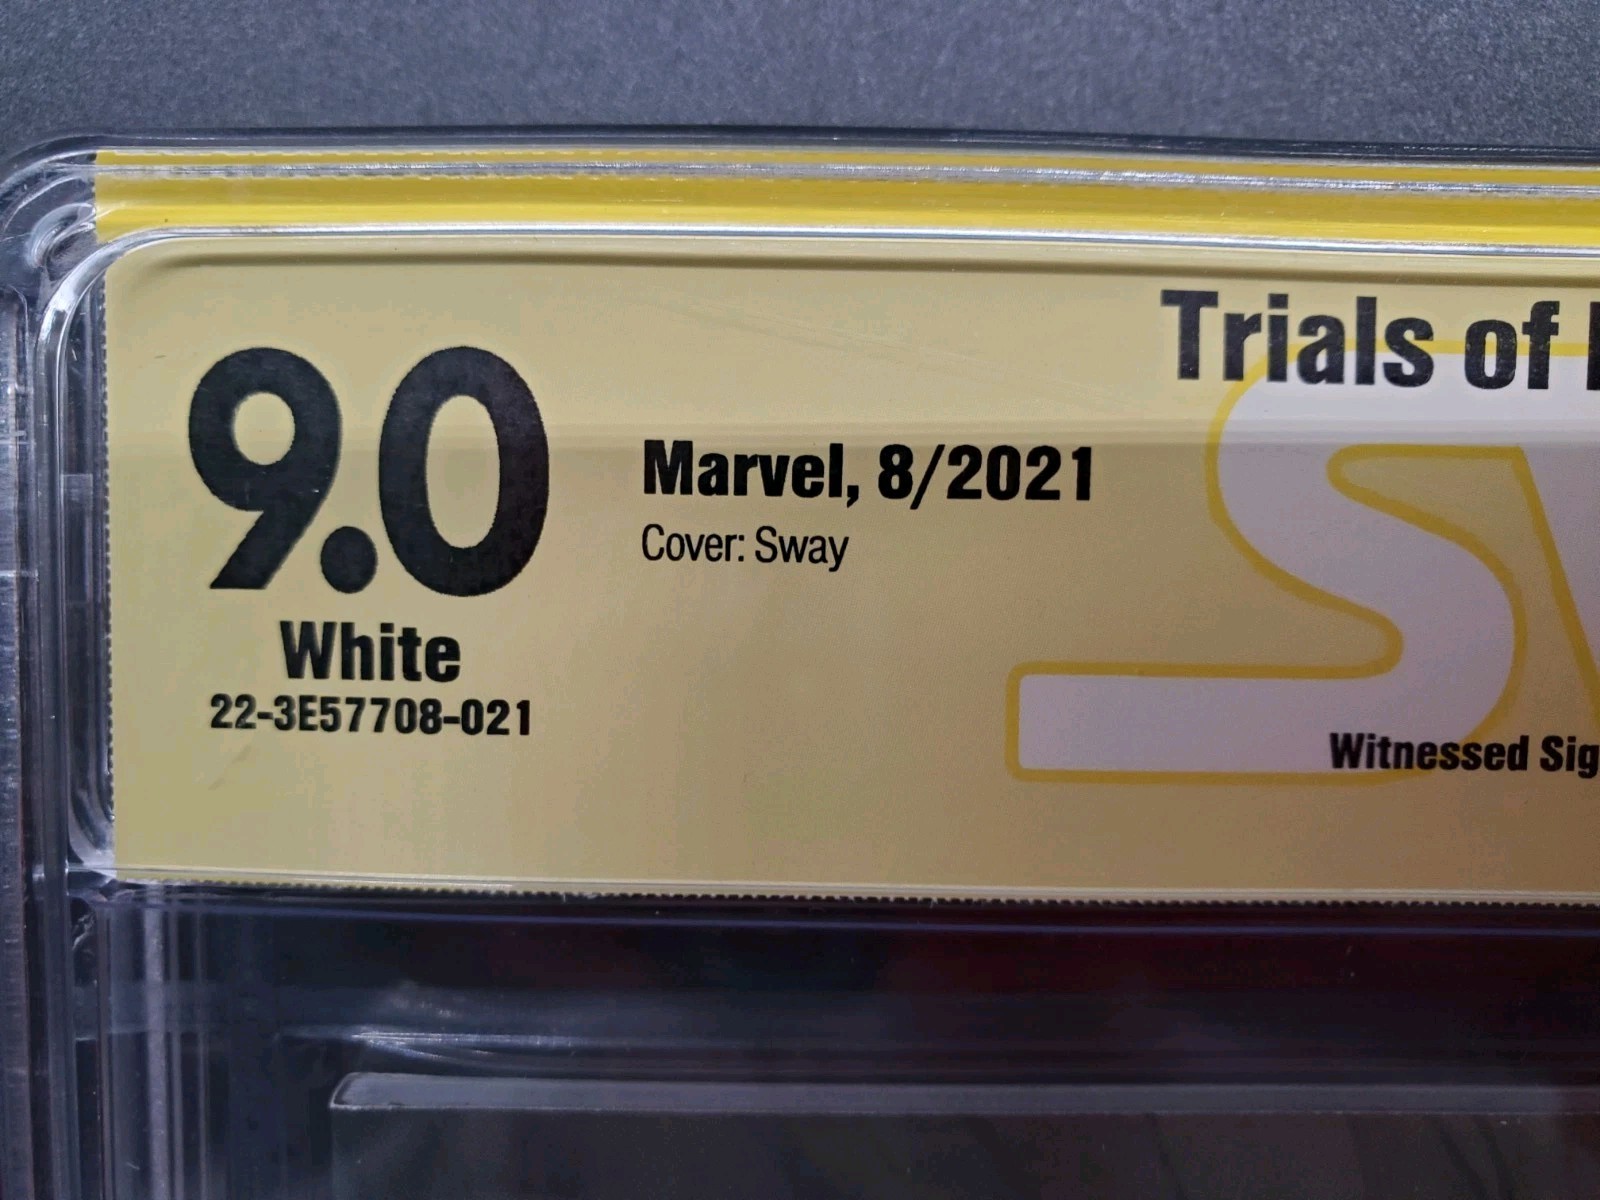 Trials of
9.0
Marvel, 8/2021
Cover: Sway
White
22-3E57708-021
Witnessed Sig